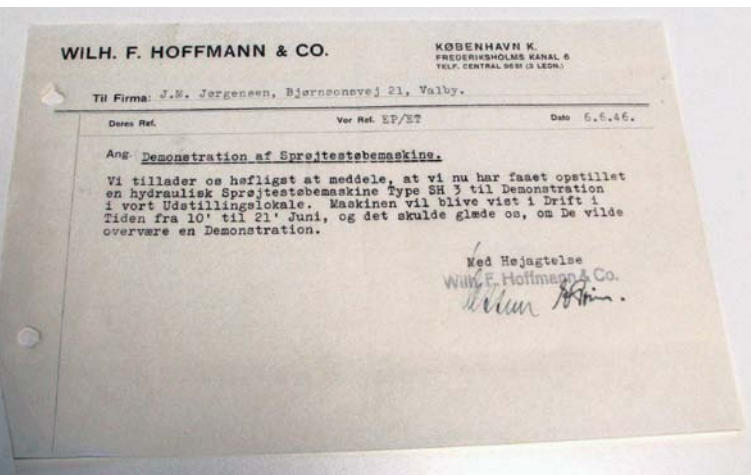 WILH. F. HOFFMANN & CO.
KØBENHAVN K.
FREDERIKSHOLMS KANAL 6
TELF. CENTRAL 9681 (3 LEDN.)
Til Firma: J.M. Jørgensen, Bjørnsonsvej 21, Valby.
Deres Ref. Vor Ref. EP/ET Dato 6.6.46.
Ang. Demonstration af Sprøjtestøbemaskine.
Vi tillader os høfligst at meddele, at vi nu har faaet opstillet
en hydraulisk Sprøjtestøbemaskine Type SH 3 til Demonstration
i vort Udstillingslokale. Maskinen vil blive vist i Drift i
Tiden fra 10' til 21' Juni, og det skulde glæde os, om De vilde
overvære en Demonstration.
Med Højagtelse
Wilh. F. Hoffmann & Co.